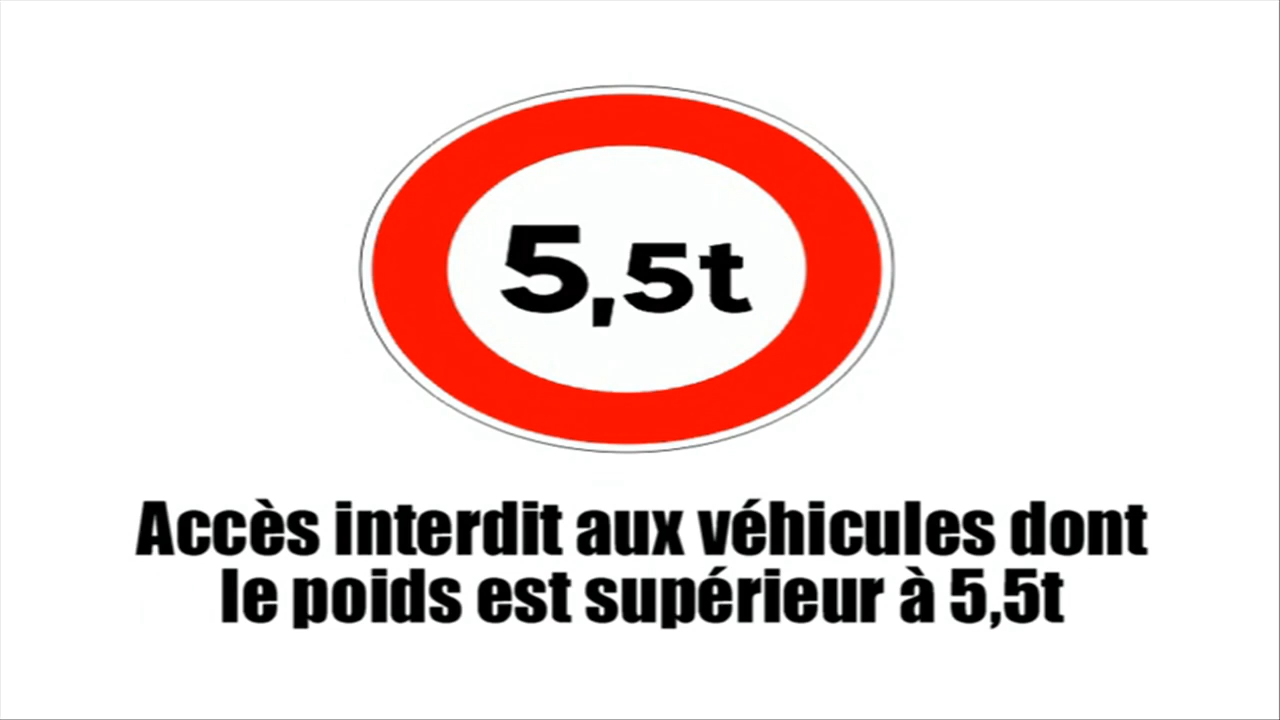 5,5t
Accès interdit aux véhicules dont
le poids est supérieur à 5,5t